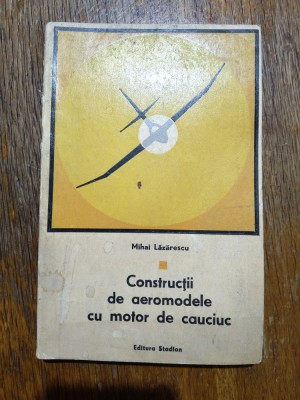 Mihai Lăzărescu
Construcții
de aeromodele
cu motor de cauciuc
Editura Stadion